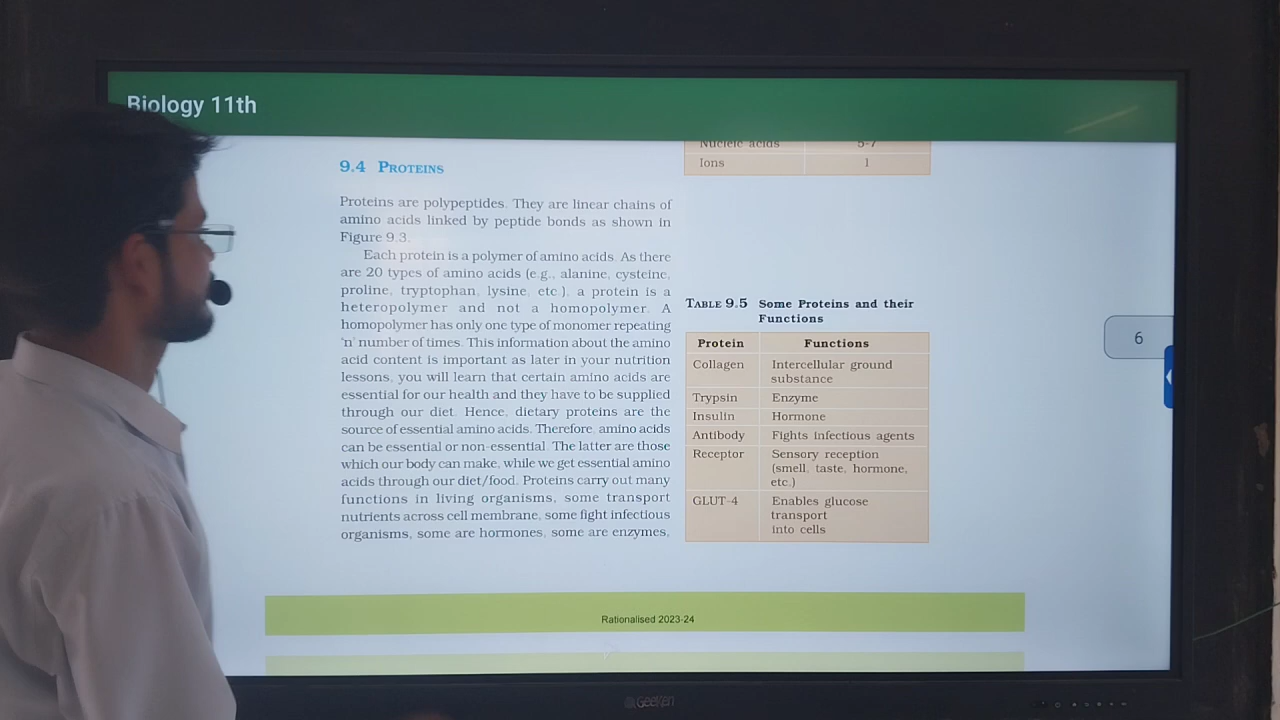 Biology 11th
9.4 PROTEINS
Proteins are polypeptides. They are linear chains of
amino acids linked by peptide bonds as shown in
Figure 9.3.
Each protein is a polymer of amino acids. As there
are 20 types of amino acids (e.g., alanine, cysteine,
proline, tryptophan, lysine, etc.), a protein is a
heteropolymer and not a homopolymer. A
homopolymer has only one type of monomer repeating
'n' number of times. This information about the amino
acid content is important as later in your nutrition
lessons, you will learn that certain amino acids are
essential for our health and they have to be supplied
through our diet. Hence, dietary proteins are the
source of essential amino acids. Therefore, amino acids
can be essential or non-essential. The latter are those
which our body can make, while we get essential amino
acids through our diet/food. Proteins carry out many
functions in living organisms, some transport
nutrients across cell membrane, some fight infectious
organisms, some are hormones, some are enzymes,
Nucleic acids 5-7
Ions 1
TABLE 9.5 Some Proteins and their
Functions
Protein Functions
Collagen Intercellular ground
substance
Trypsin Enzyme
Insulin Hormone
Antibody Fights infectious agents
Receptor Sensory reception
(smell, taste, hormone,
etc.)
GLUT-4 Enables glucose
transport
into cells
6
Rationalised 2023-24
GeeKen